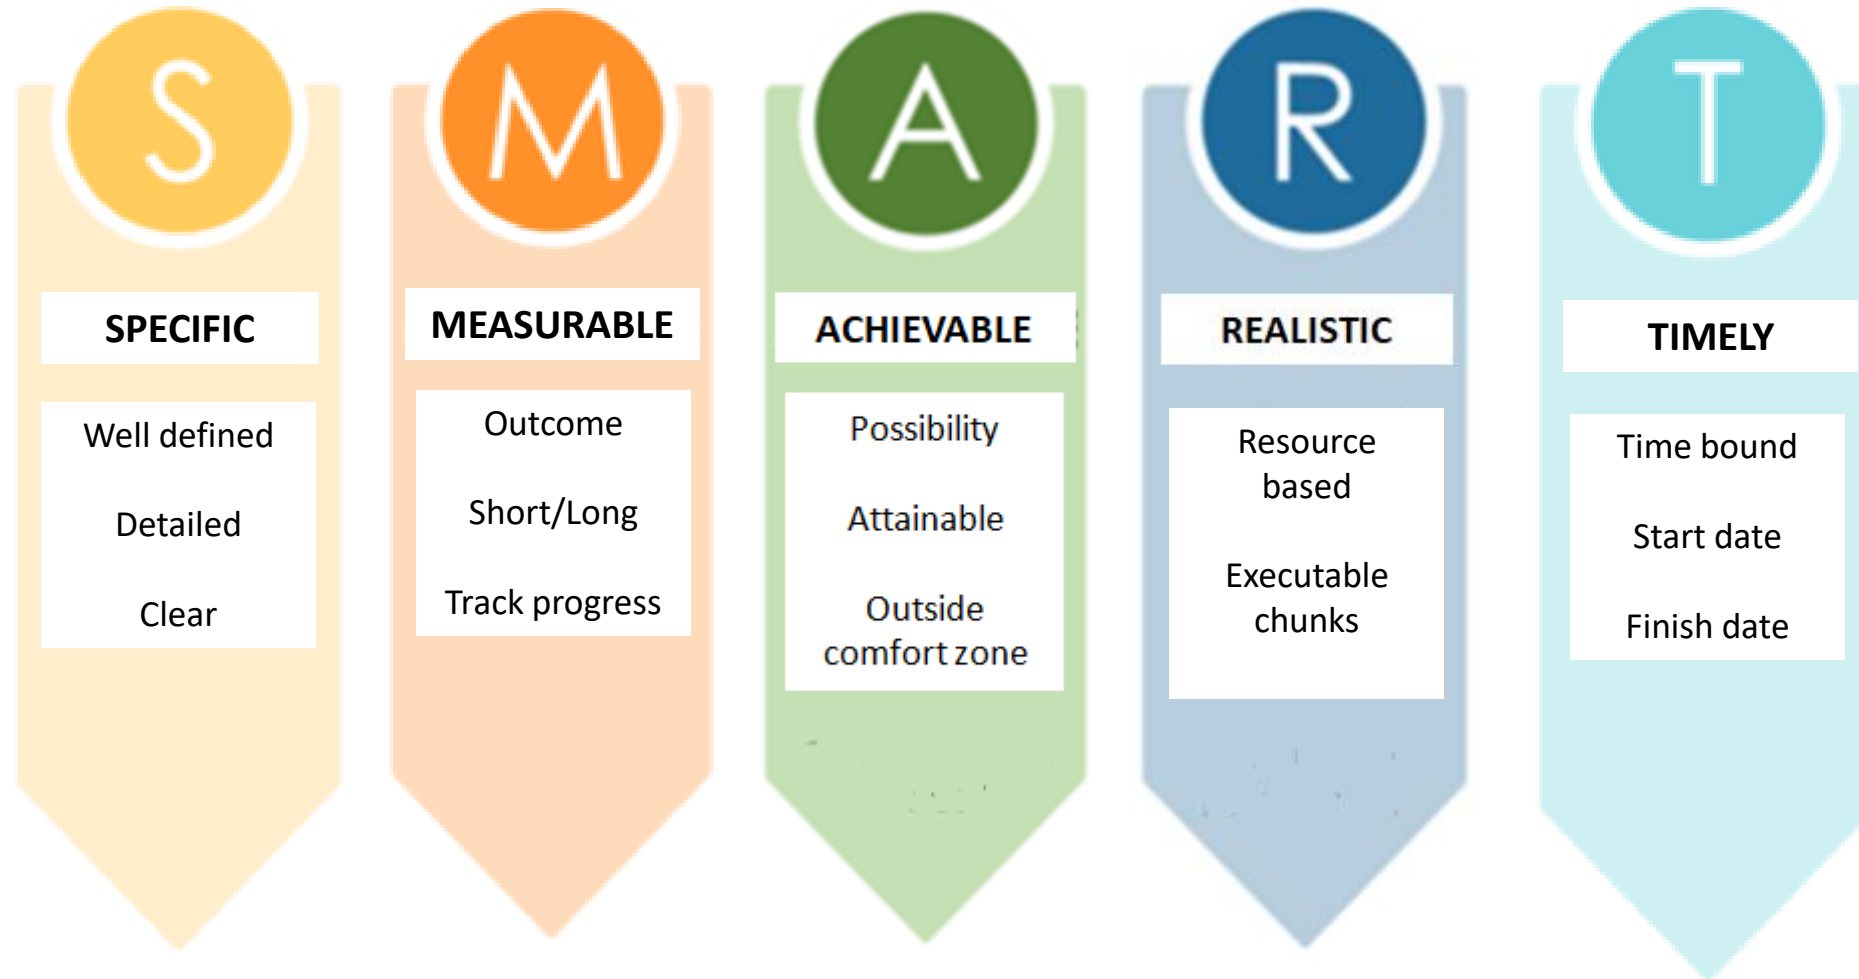 S
SPECIFIC
Well defined
Detailed
Clear
M
MEASURABLE
Outcome
Short/Long
Track progress
A
ACHIEVABLE
Possibility
Attainable
Outside
comfort zone
R
REALISTIC
Resource
based
Executable
chunks
T
TIMELY
Time bound
Start date
Finish date